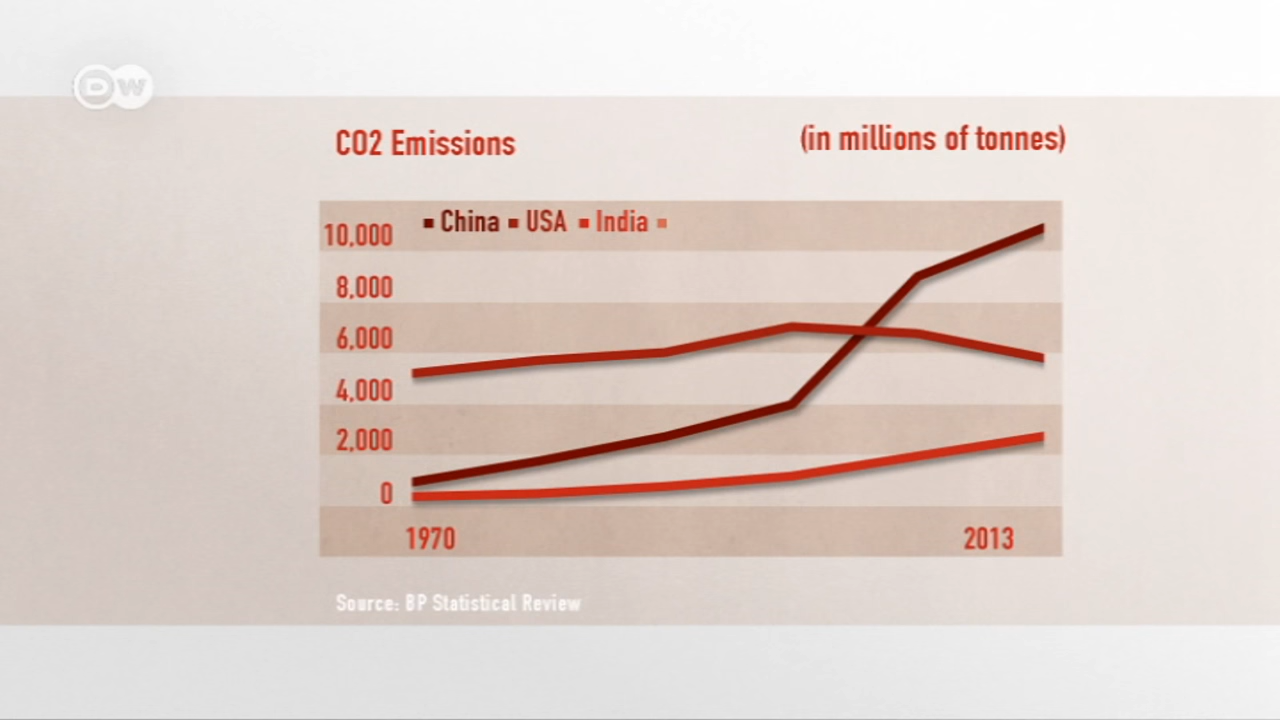 DW
CO2 Emissions
(in millions of tonnes)
China USA India
10,000
8,000
6,000
4,000
2,000
0
1970 2013
Source: BP Statistical Review